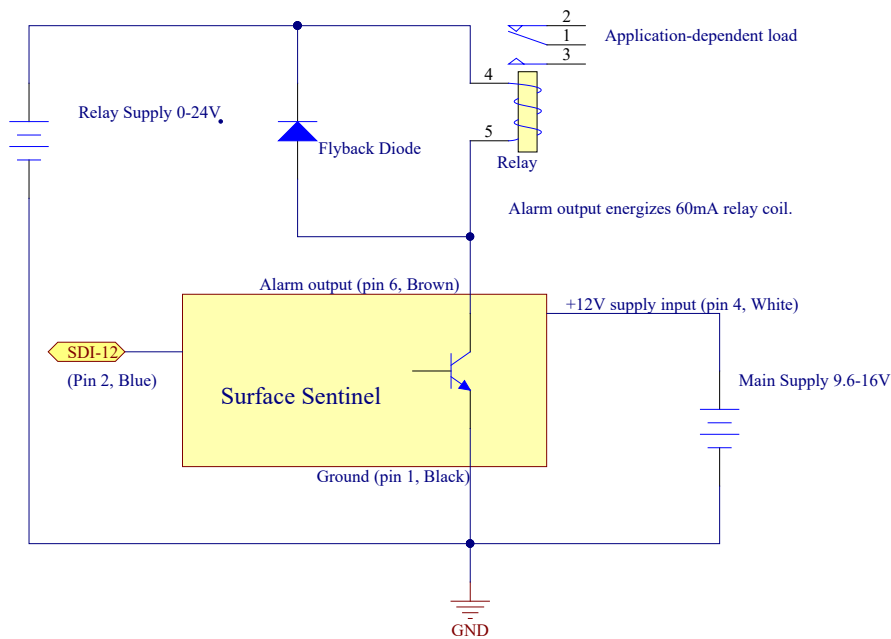 2
1
3
Application-dependent load
4
Relay Supply 0-24V
Flyback Diode
5
Relay
Alarm output energizes 60mA relay coil.
Alarm output (pin 6, Brown)
+12V supply input (pin 4, White)
SDI-12
(Pin 2, Blue)
Surface Sentinel
Main Supply 9.6-16V
Ground (pin 1, Black)
GND